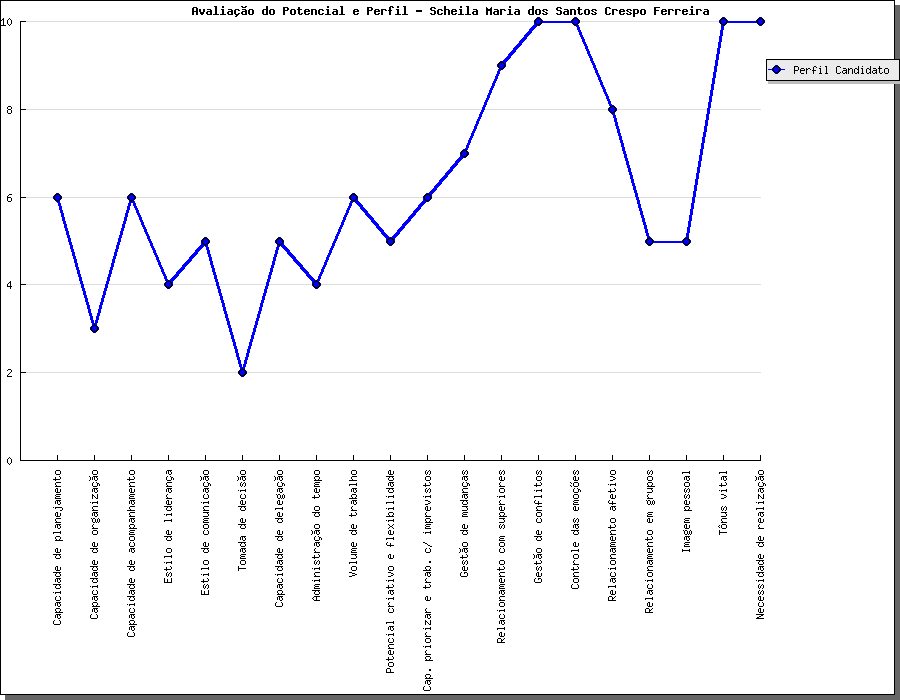 Avaliação do Potencial e Perfil - Scheila Maria dos Santos Crespo Ferreira
10
8
6
4
2
0
Perfil Candidato
Capacidade de planejamento
Capacidade de organização
Capacidade de acompanhamento
Estilo de liderança
Estilo de comunicação
Tomada de decisão
Capacidade de delegação
Administração do tempo
Volume de trabalho
Potencial criativo e flexibilidade
Cap. priorizar e trab. c/ imprevistos
Gestão de mudanças
Relacionamento com superiores
Gestão de conflitos
Controle das emoções
Relacionamento afetivo
Relacionamento em grupos
Imagem pessoal
Tônus vital
Necessidade de realização